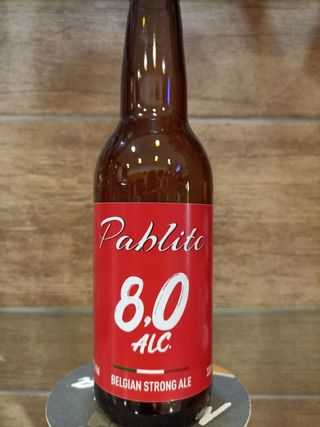 Pablito
8,0
ALC.
BELGIAN STRONG ALE